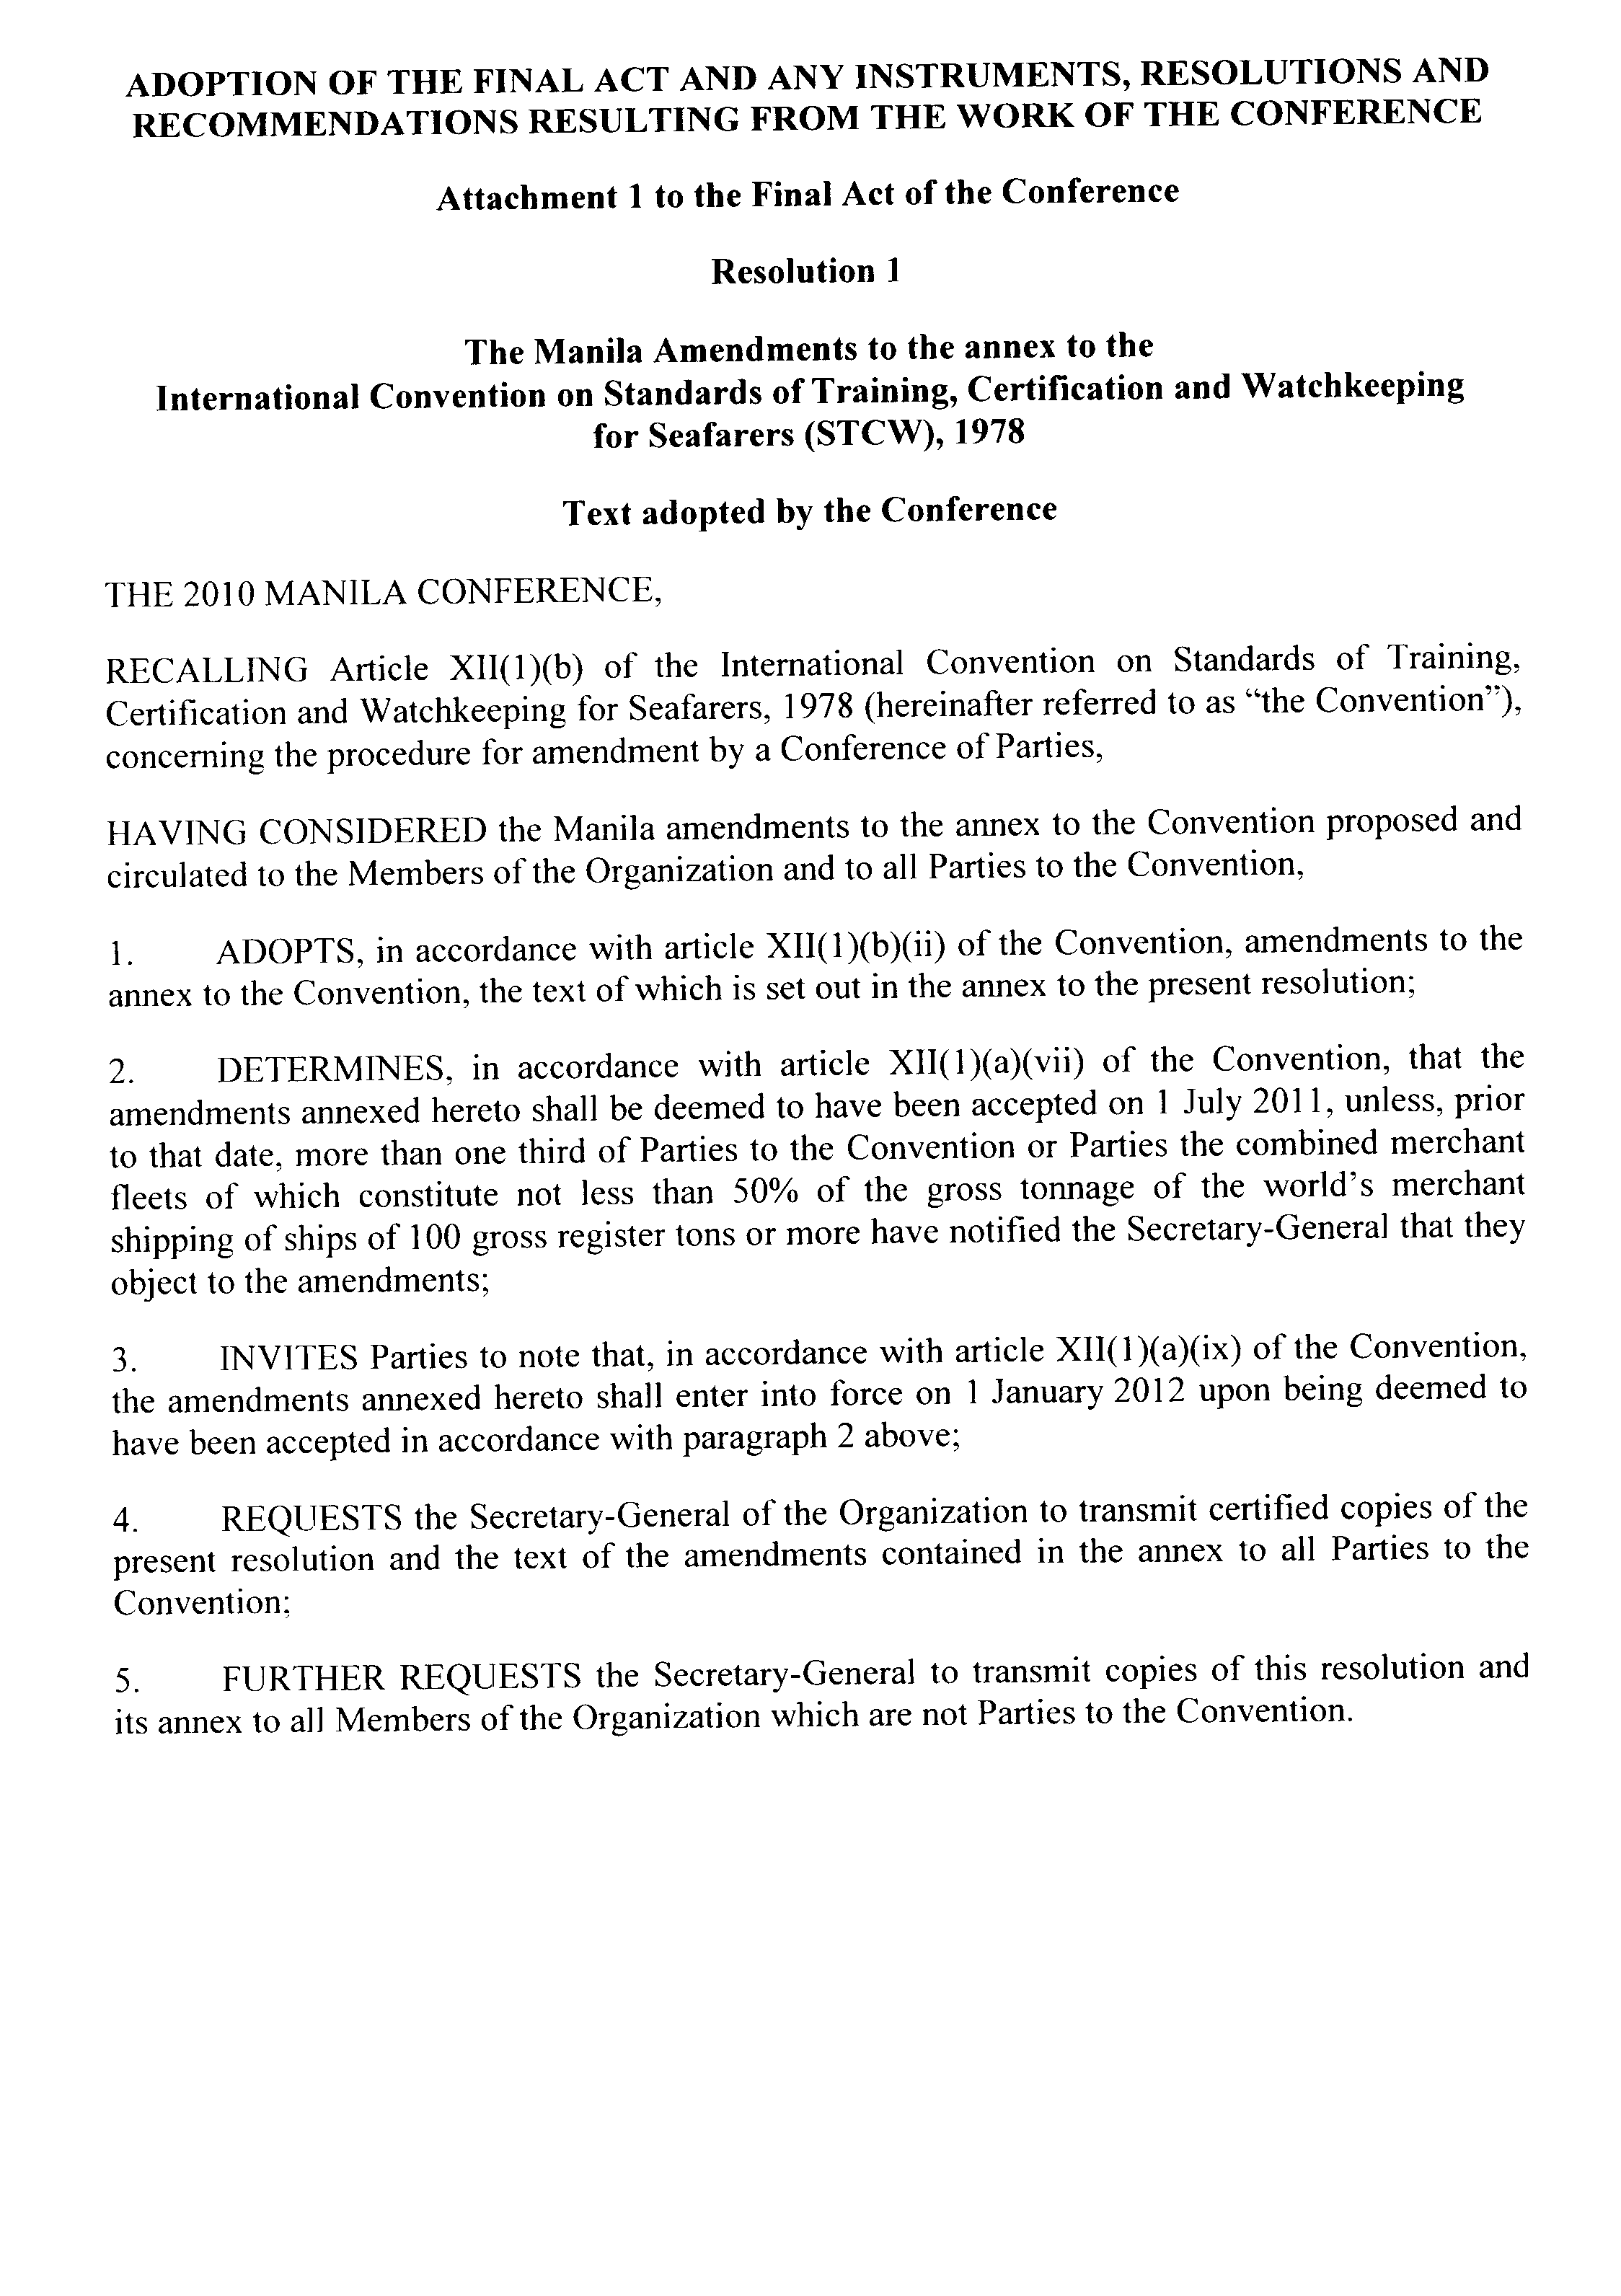 ADOPTION OF THE FINAL ACT AND ANY INSTRUMENTS, RESOLUTIONS AND
RECOMMENDATIONS RESULTING FROM THE WORK OF THE CONFERENCE
Attachment 1 to the Final Act of the Conference
Resolution 1
The Manila Amendments to the annex to the
International Convention on Standards of Training, Certification and Watchkeeping
for Seafarers (STCW), 1978
Text adopted by the Conference
THE 2010 MANILA CONFERENCE,
RECALLING Article XII(1)(b) of the International Convention on Standards of Training,
Certification and Watchkeeping for Seafarers, 1978 (hereinafter referred to as “the Convention”),
concerning the procedure for amendment by a Conference of Parties,
HAVING CONSIDERED the Manila amendments to the annex to the Convention proposed and
circulated to the Members of the Organization and to all Parties to the Convention,
1. ADOPTS, in accordance with article XII(1)(b)(ii) of the Convention, amendments to the
annex to the Convention, the text of which is set out in the annex to the present resolution;
2. DETERMINES, in accordance with article XII(1)(a)(vii) of the Convention, that the
amendments annexed hereto shall be deemed to have been accepted on 1 July 2011, unless, prior
to that date, more than one third of Parties to the Convention or Parties the combined merchant
fleets of which constitute not less than 50% of the gross tonnage of the world’s merchant
shipping of ships of 100 gross register tons or more have notified the Secretary-General that they
object to the amendments;
3. INVITES Parties to note that, in accordance with article XII(1)(a)(ix) of the Convention,
the amendments annexed hereto shall enter into force on 1 January 2012 upon being deemed to
have been accepted in accordance with paragraph 2 above;
4. REQUESTS the Secretary-General of the Organization to transmit certified copies of the
present resolution and the text of the amendments contained in the annex to all Parties to the
Convention;
5. FURTHER REQUESTS the Secretary-General to transmit copies of this resolution and
its annex to all Members of the Organization which are not Parties to the Convention.